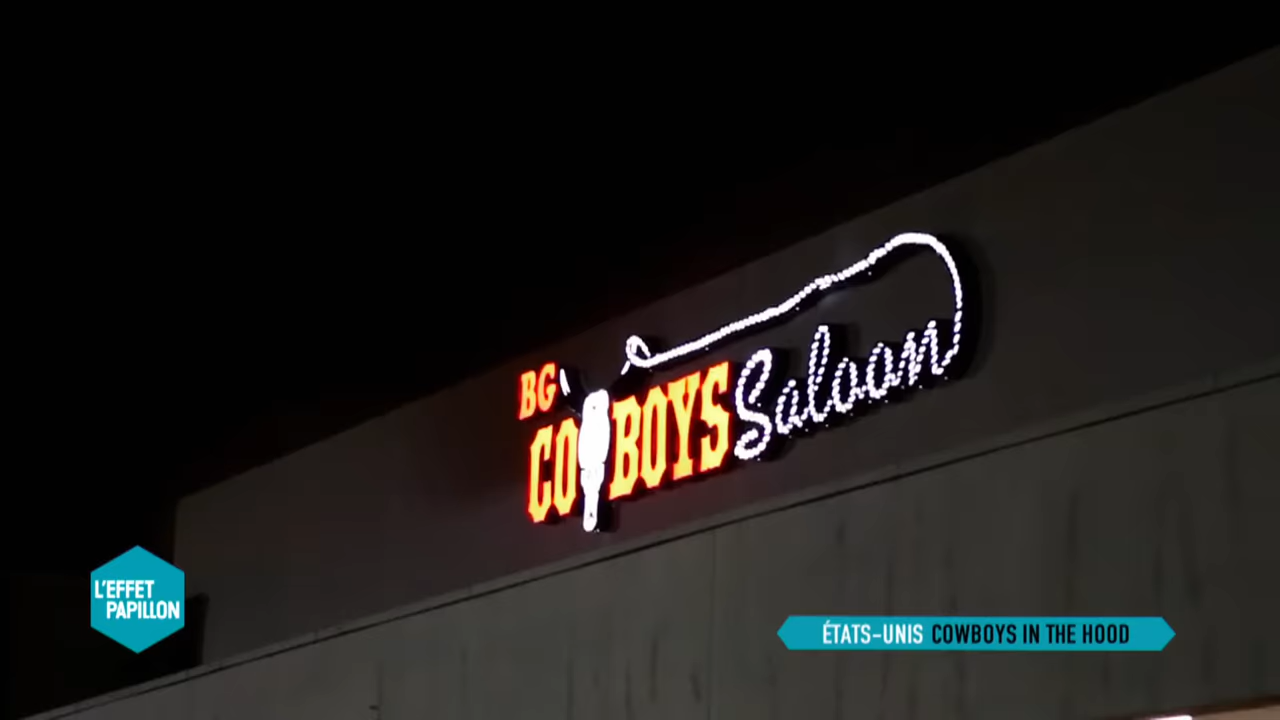 BG
COWBOYS Saloon
L'EFFET
PAPILLON
ÉTATS-UNIS COWBOYS IN THE HOOD